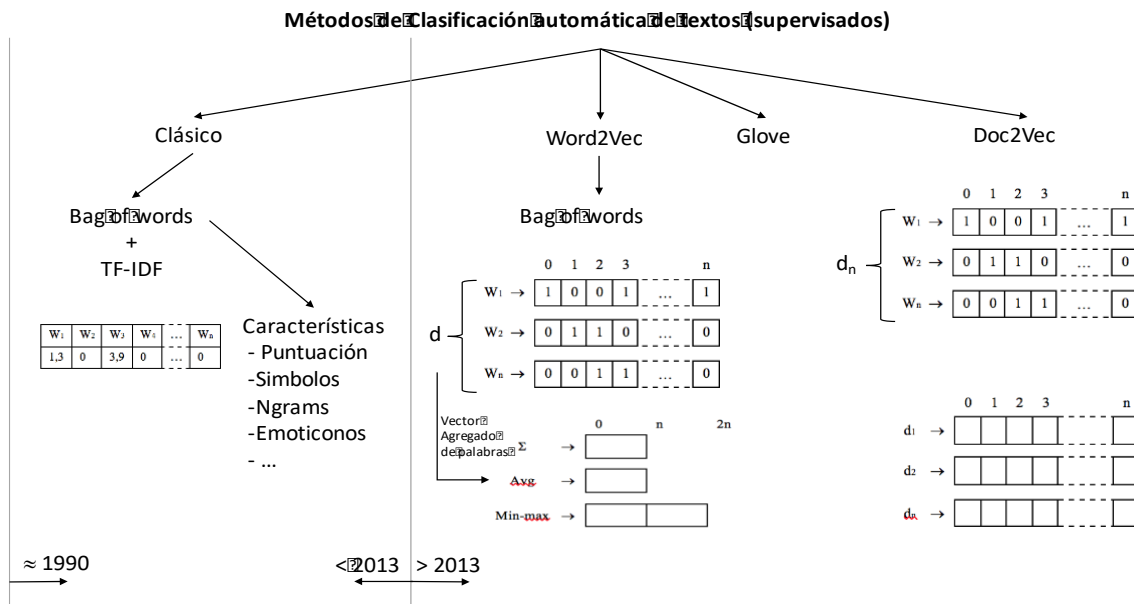 Métodos de Clasificación automática de textos (supervisados)
Clásico
Word2Vec
Glove
Doc2Vec
Bag of words
+
TF-IDF
W1 W2 W3 W4 ... Wn
1,3 0 3,9 0 ... 0
Características
- Puntuación
-Simbolos
-Ngrams
-Emoticonos
- ...
Bag of words
0 1 2 3 n
d
W1 → 1 0 0 1 ... 1
W2 → 0 1 1 0 ... 0
Wn → 0 0 1 1 ... 0
Vector
Agregado
de palabras
0 n 2n
Σ →
Avg →
Min-max →
0 1 2 3 n
dn
W1 → 1 0 0 1 ... 1
W2 → 0 1 1 0 ... 0
Wn → 0 0 1 1 ... 0
0 1 2 3 n
d1 →
d2 →
dn →
≈ 1990
< 2013
> 2013